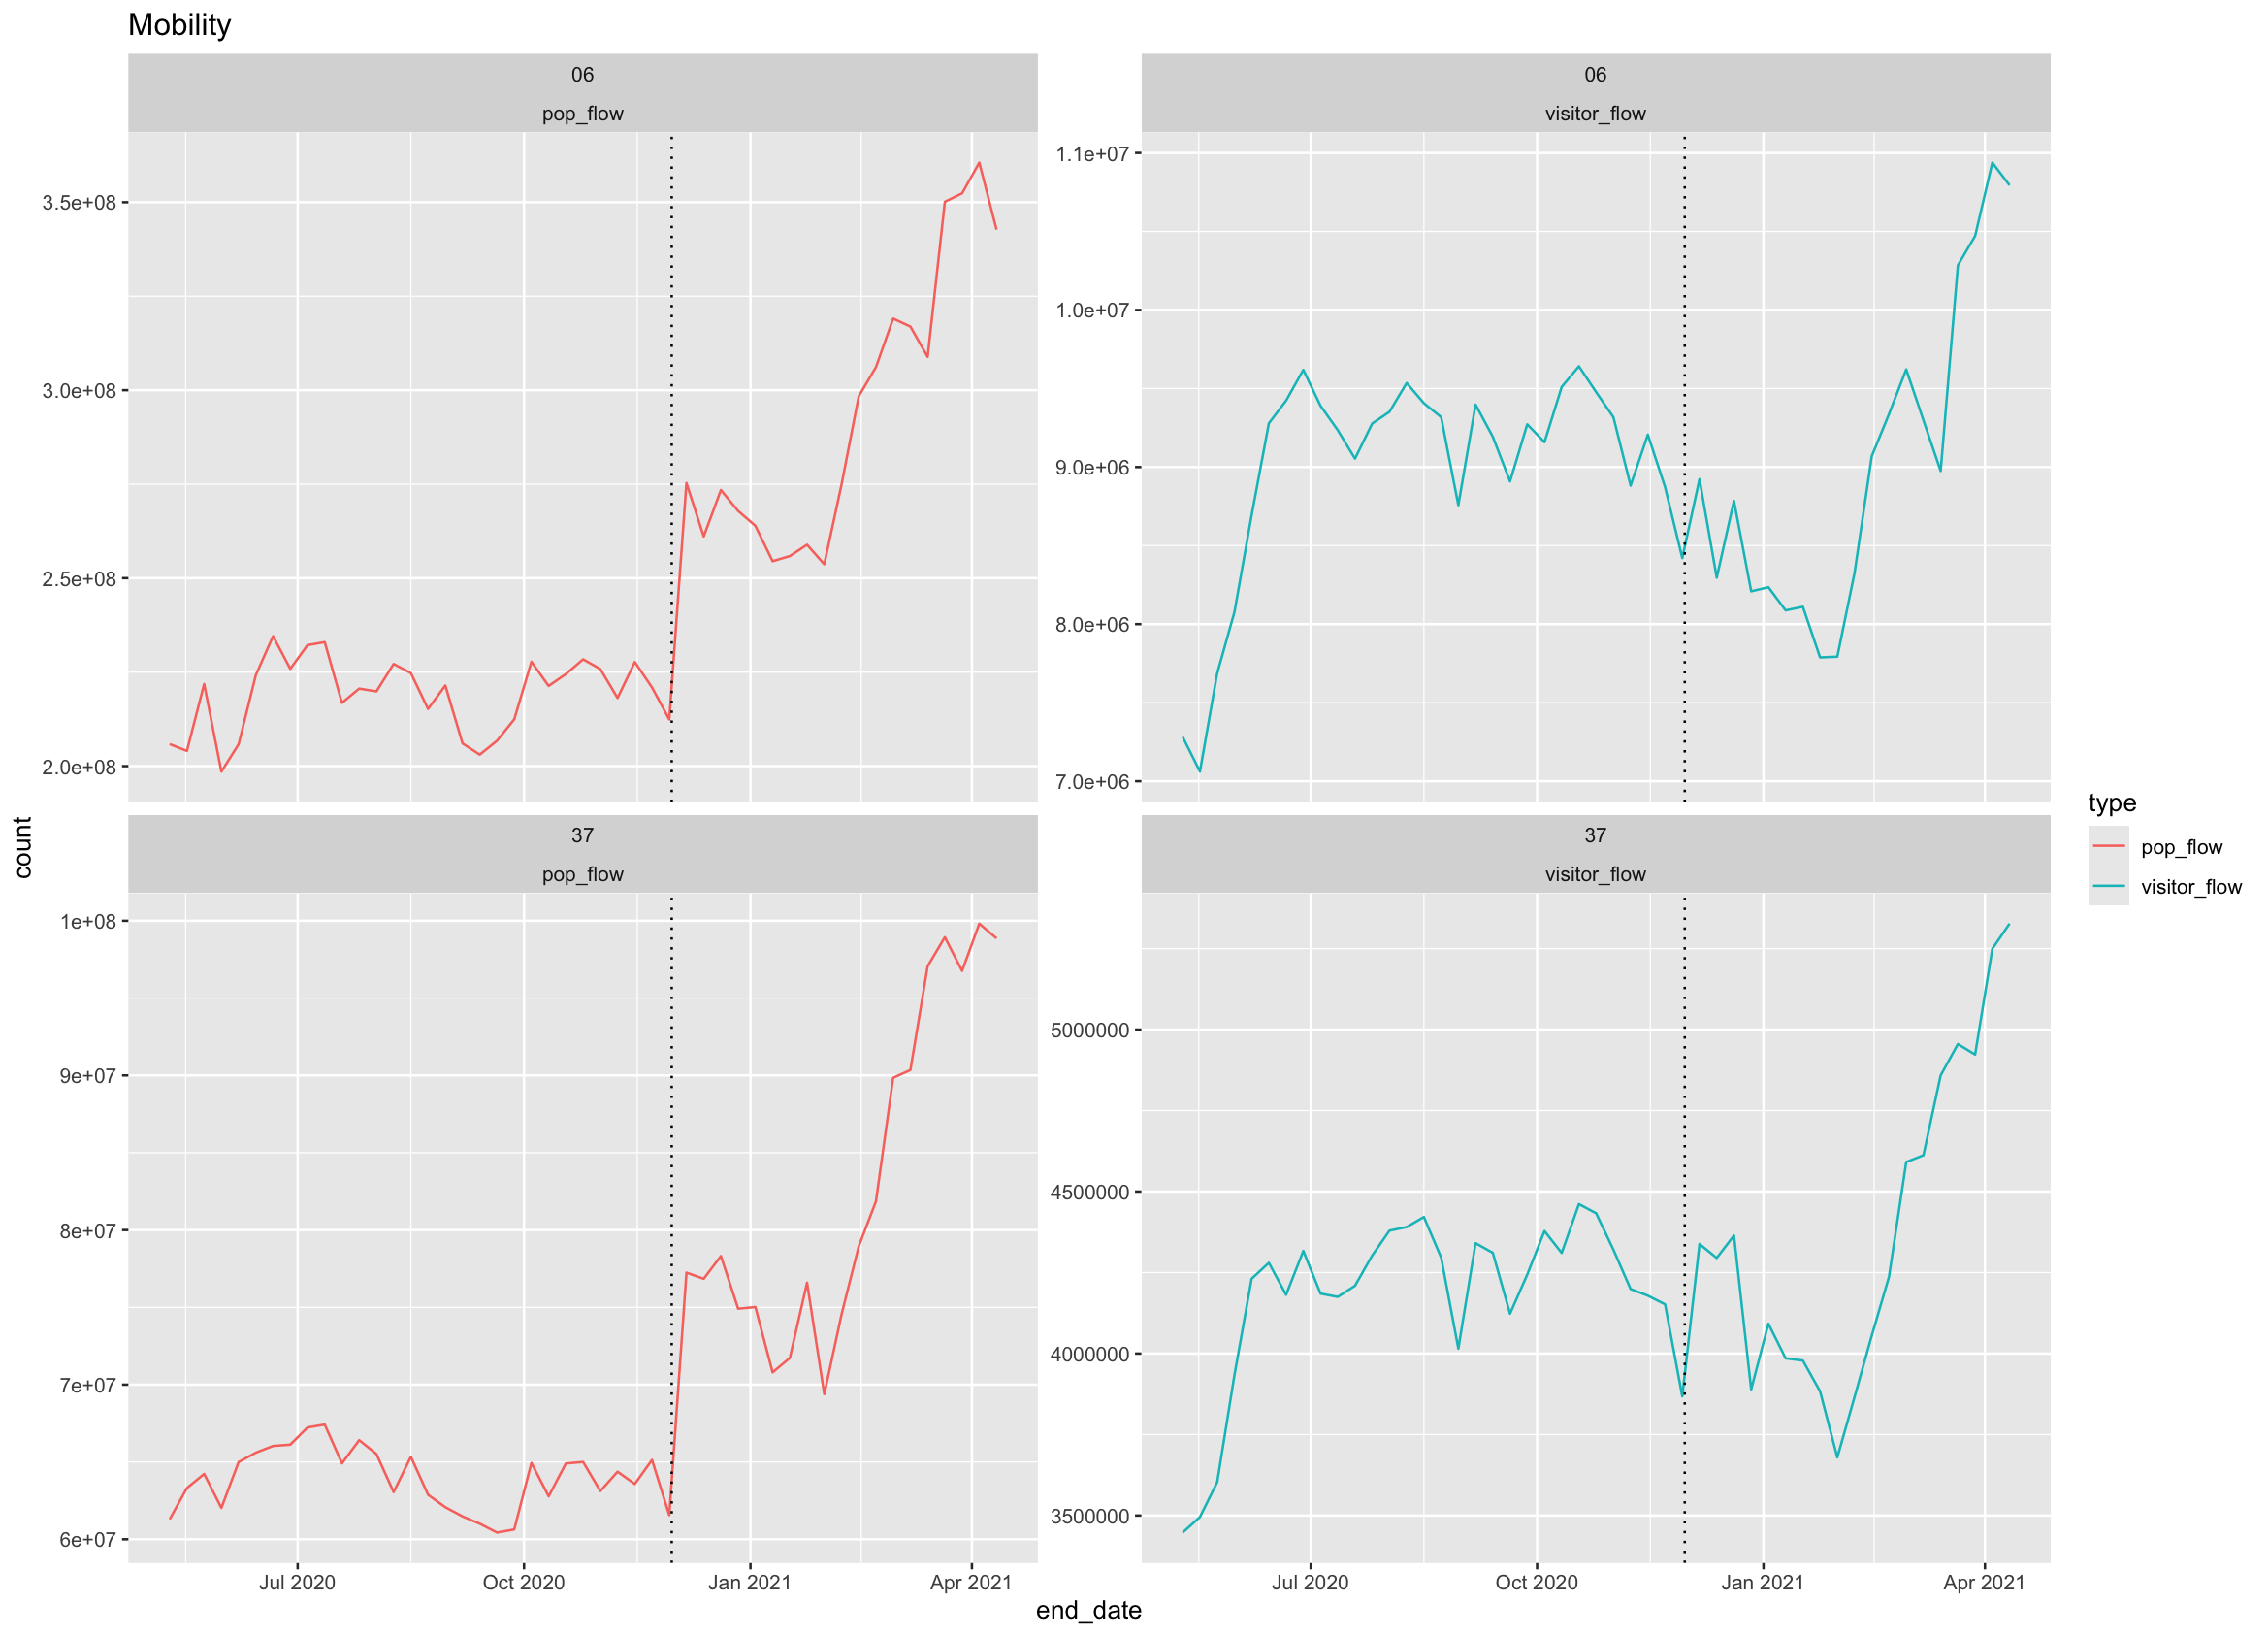 Mobility
06
pop_flow
06
visitor_flow
3.5e+08
3.0e+08
2.5e+08
2.0e+08
1.1e+07
1.0e+07
9.0e+06
8.0e+06
7.0e+06
37
pop_flow
37
visitor_flow
1e+08
9e+07
8e+07
7e+07
6e+07
5000000
4500000
4000000
3500000
Jul 2020
Oct 2020
Jan 2021
Apr 2021
Jul 2020
Oct 2020
Jan 2021
Apr 2021
end_date
count
type
pop_flow
visitor_flow